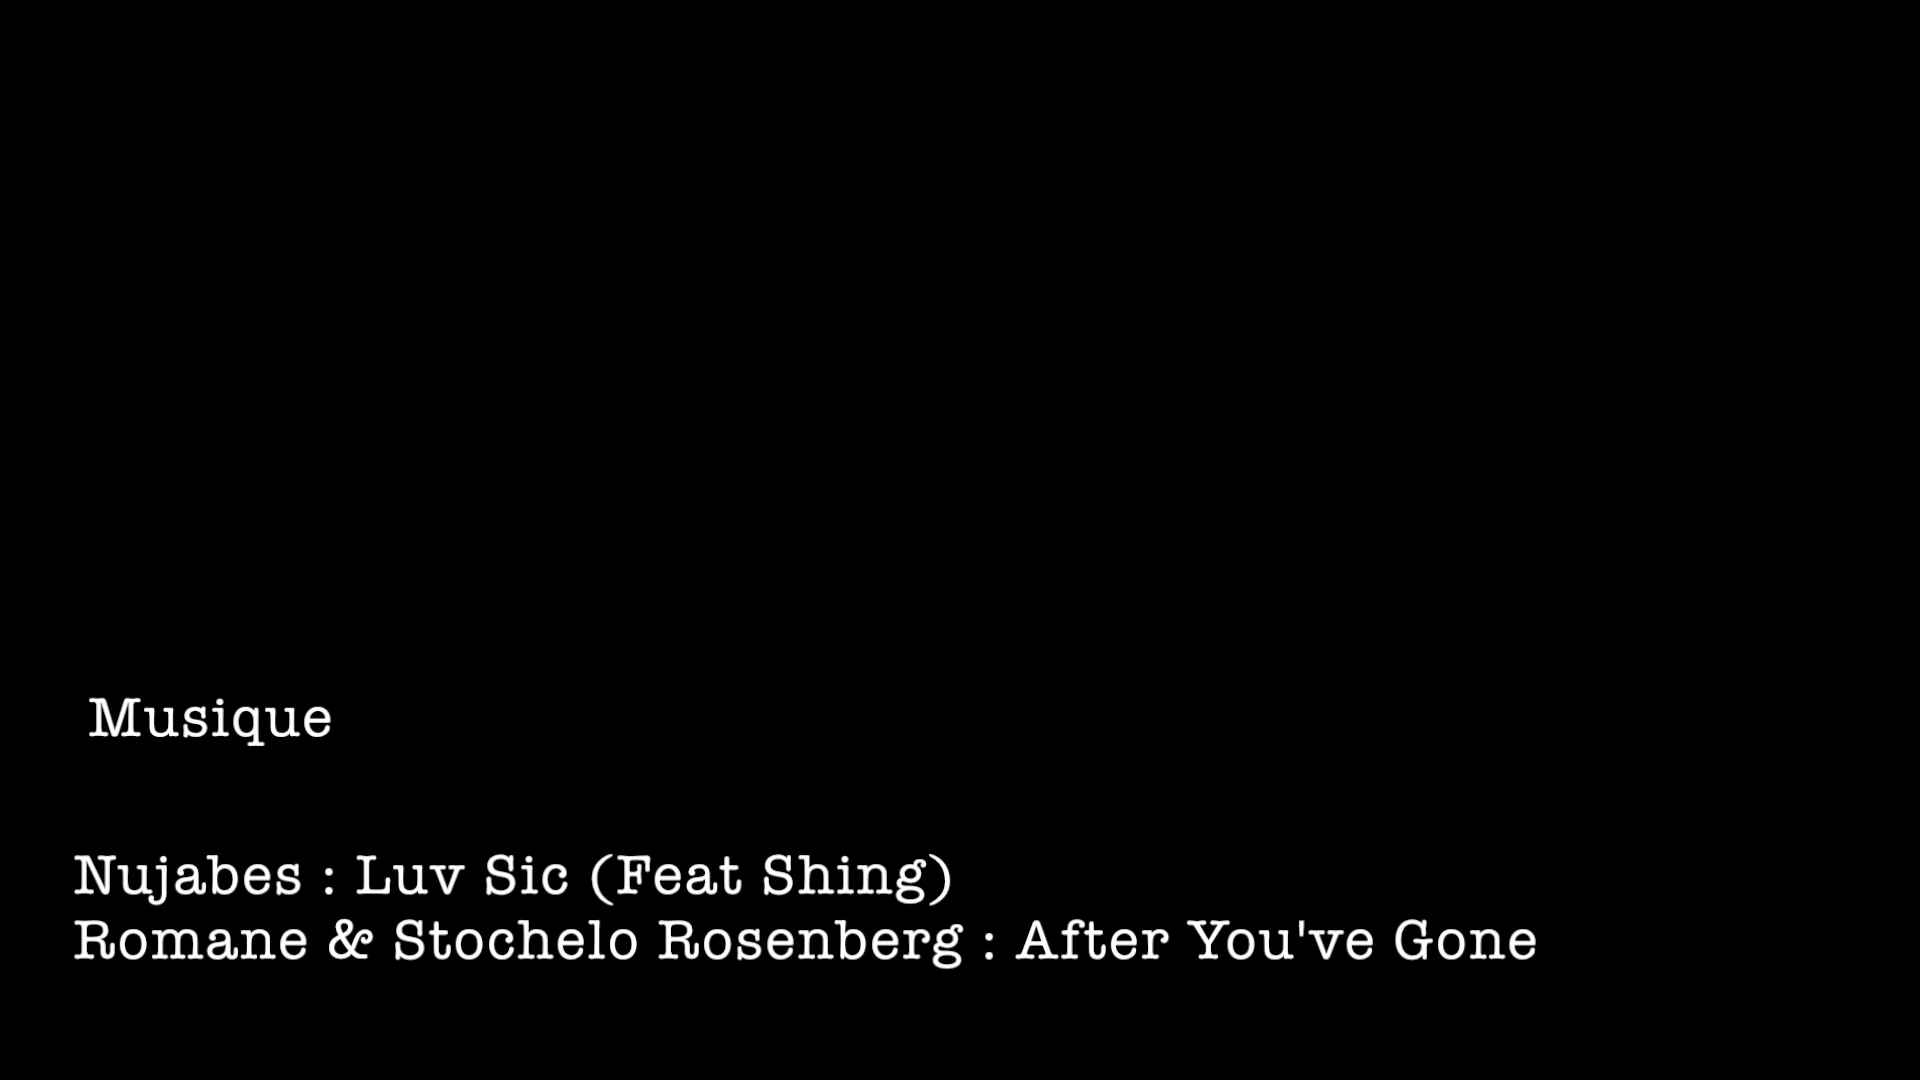 Musique
Nujabes : Luv Sic (Feat Shing)
Romane & Stochelo Rosenberg : After You've Gone